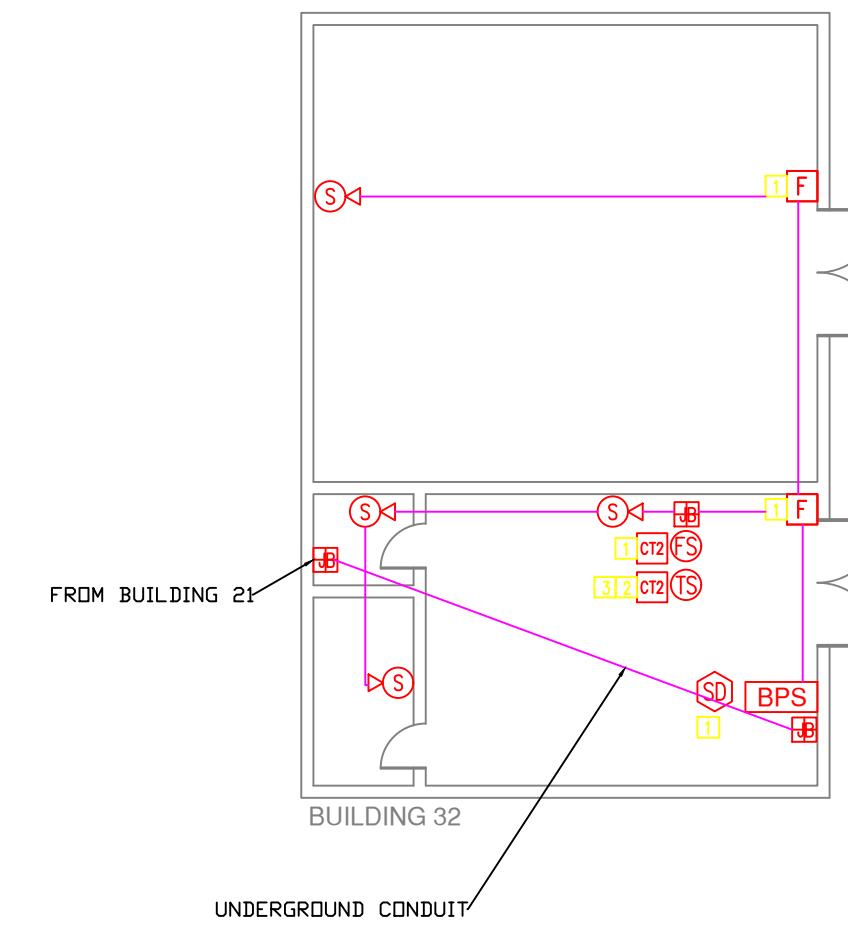 S
1 F
S S JB 1 F
1 CT2 FS
JB
3 2 CT2 TS
FROM BUILDING 21
S
SD BPS
1 JB
BUILDING 32
UNDERGROUND CONDUIT